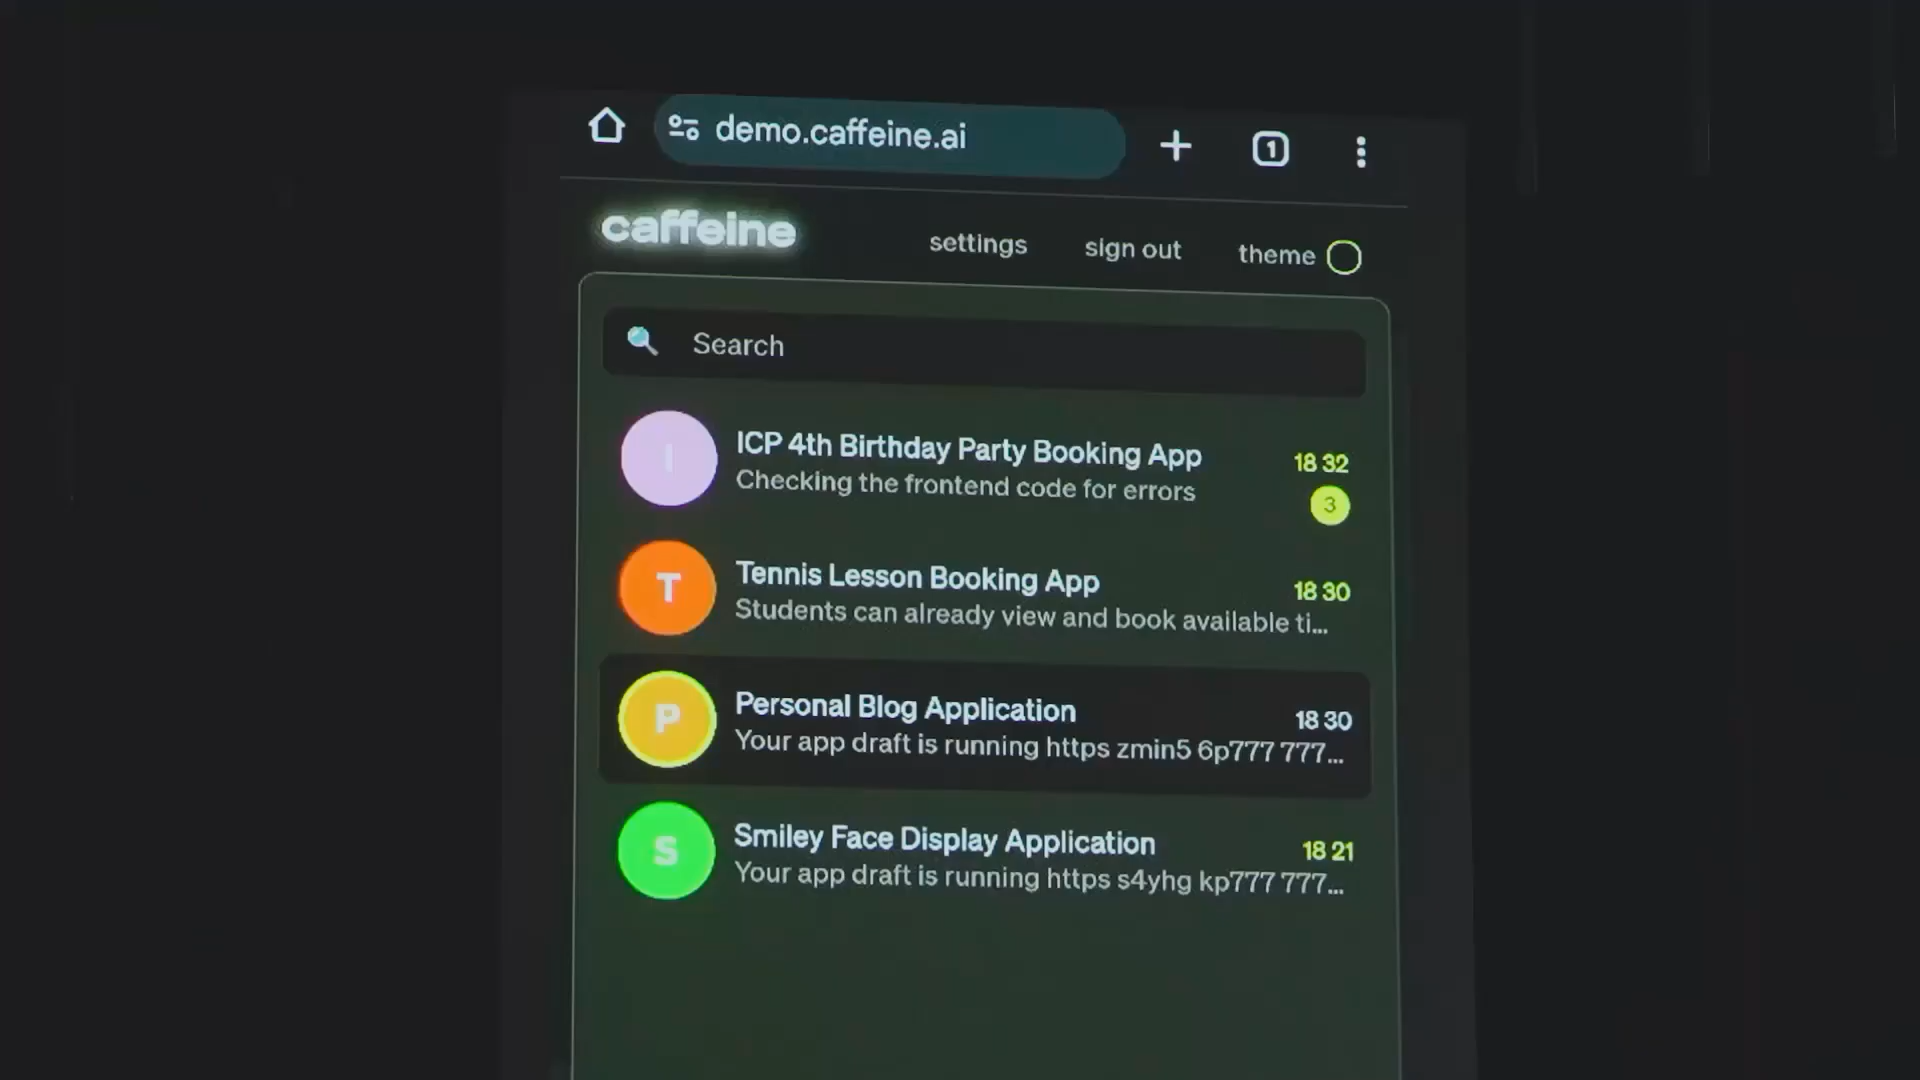 demo.caffeine.ai
1
caffeine settings sign out theme
Search
I
ICP 4th Birthday Party Booking App 18 32
Checking the frontend code for errors 3
T
Tennis Lesson Booking App 18 30
Students can already view and book available ti...
P
Personal Blog Application 18 30
Your app draft is running https zmin5 6p777 777...
S
Smiley Face Display Application 18 21
Your app draft is running https s4yhg kp777 777...